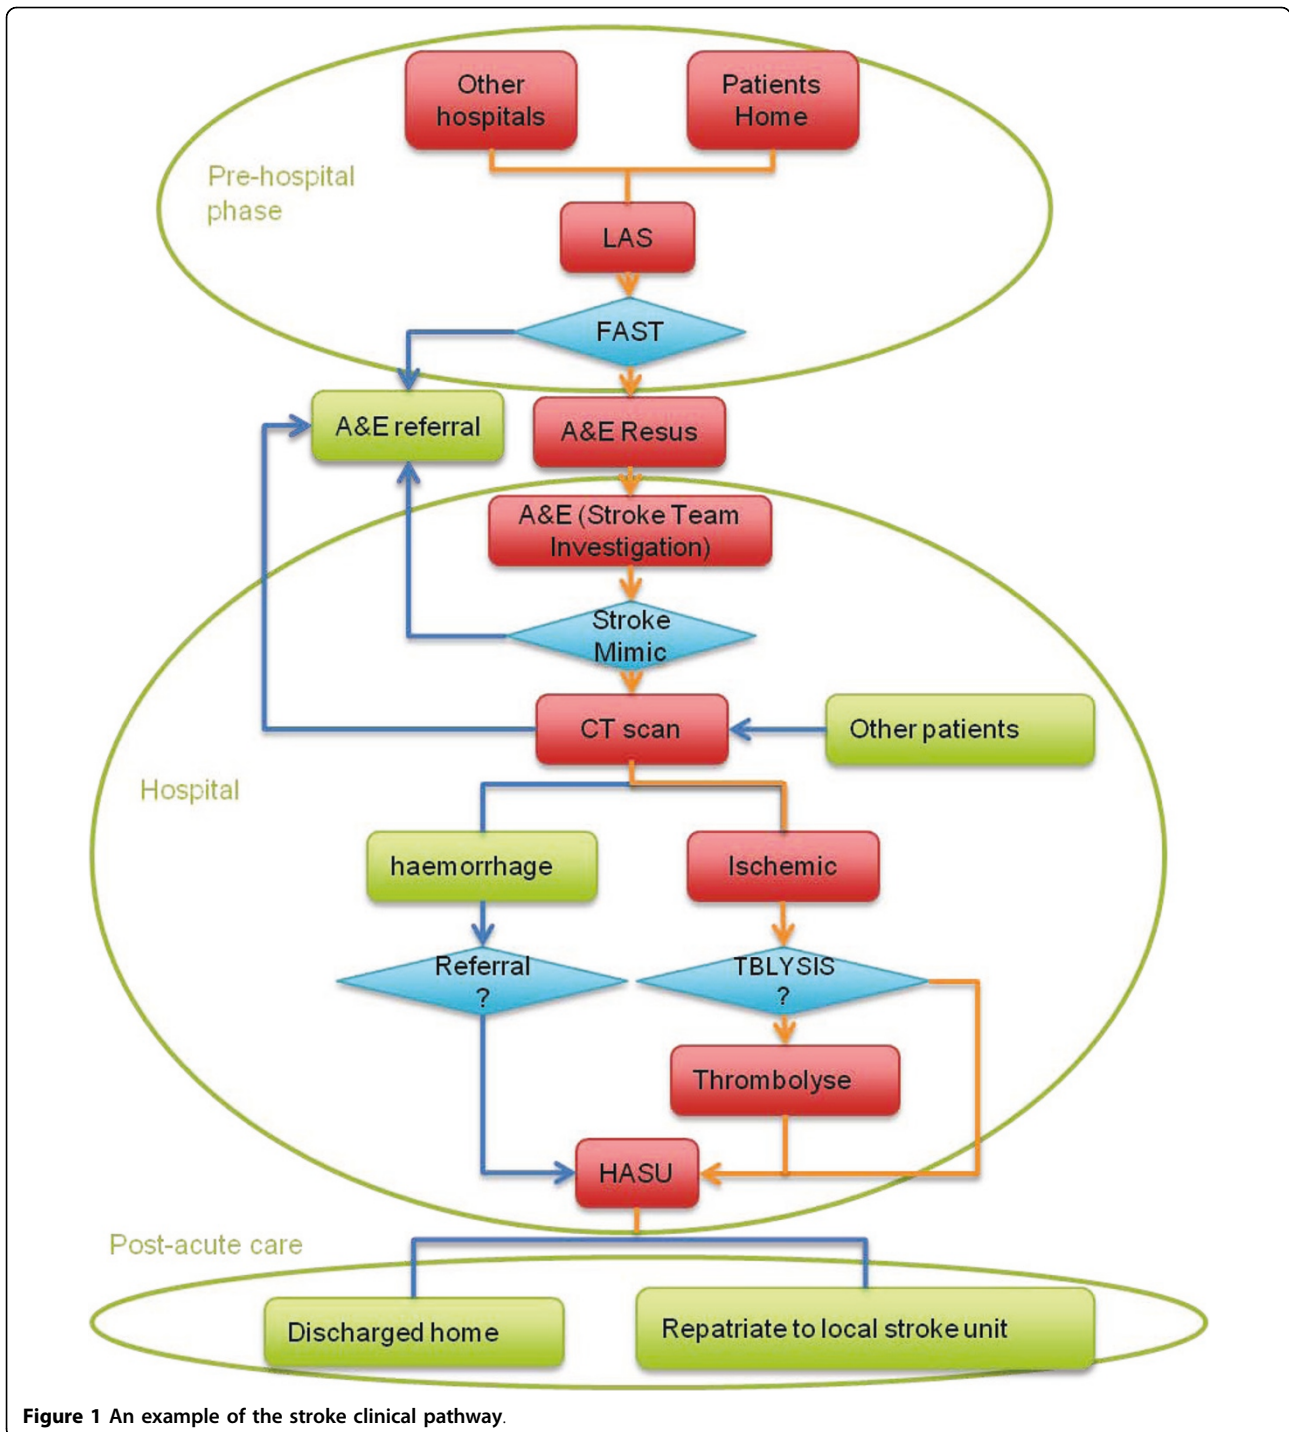 Other
hospitals
Patients
Home
Pre-hospital
phase
LAS
FAST
A&E referral
A&E Resus
A&E (Stroke Team
Investigation)
Stroke
Mimic
CT scan
Other patients
Hospital
haemorrhage
Ischemic
Referral
?
TBLYSIS
?
Thrombolyse
HASU
Post-acute care
Discharged home
Repatriate to local stroke unit
Figure 1 An example of the stroke clinical pathway.